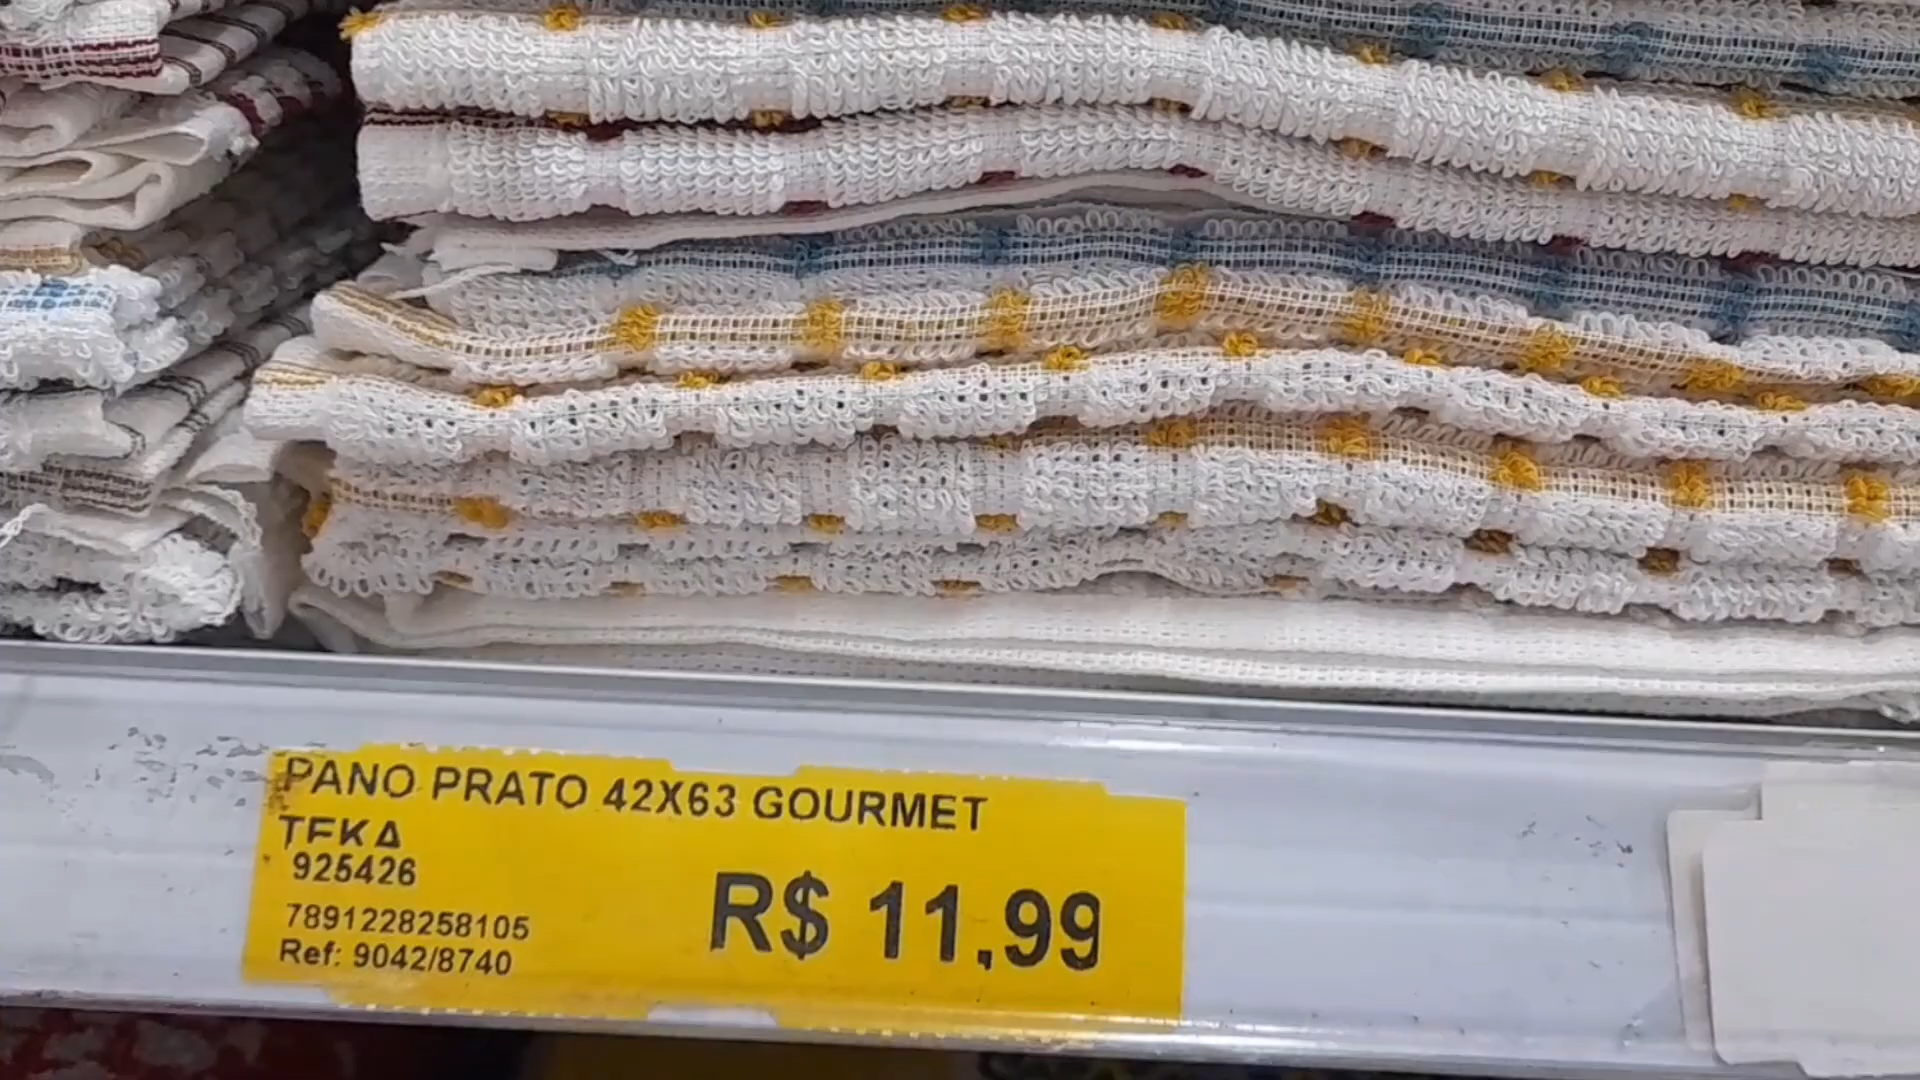 PANO PRATO 42X63 GOURMET
TEKA
925426
7891228258105
Ref: 9042/8740
R$ 11,99